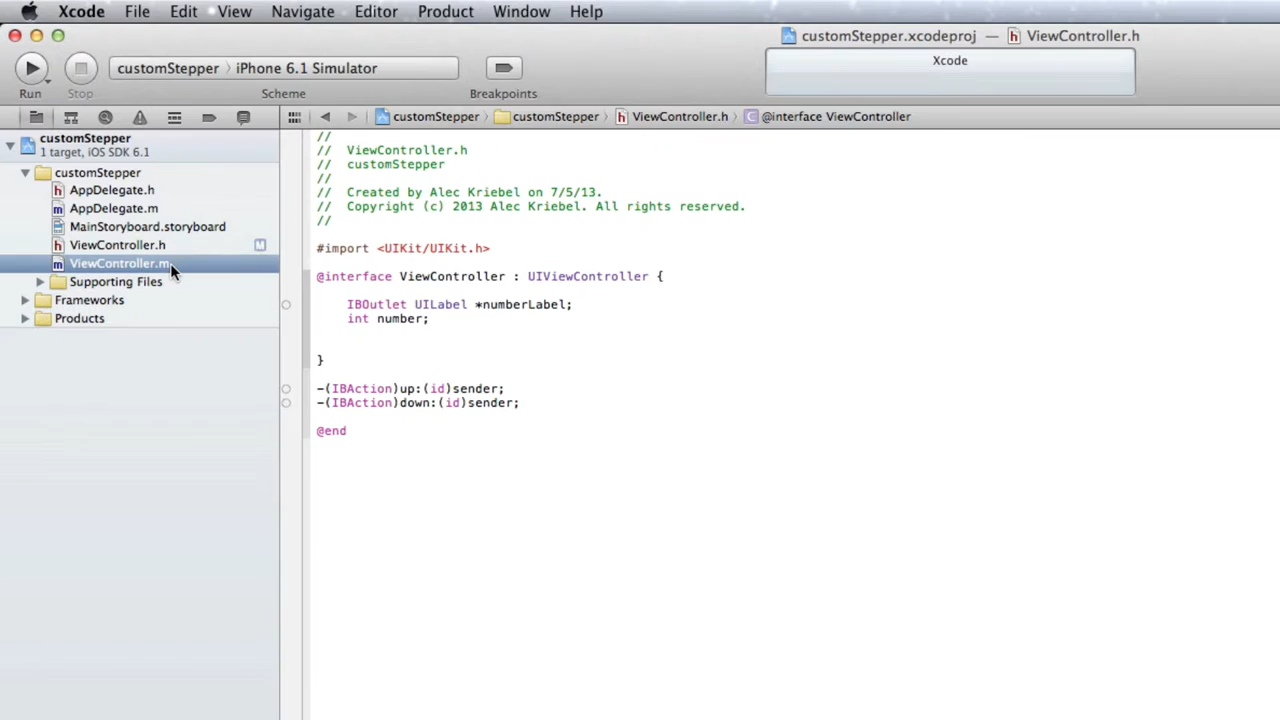 Xcode File Edit View Navigate Editor Product Window Help
customStepper.xcodeproj — h ViewController.h
customStepper 〉 iPhone 6.1 Simulator
Xcode
Run Stop Scheme Breakpoints
customStepper 〉 customStepper 〉 h ViewController.h 〉 C @interface ViewController
customStepper
1 target, iOS SDK 6.1
customStepper
h AppDelegate.h
m AppDelegate.m
MainStoryboard.storyboard
h ViewController.h M
m ViewController.m
Supporting Files
Frameworks
Products
//
// ViewController.h
// customStepper
//
// Created by Alec Kriebel on 7/5/13.
// Copyright (c) 2013 Alec Kriebel. All rights reserved.
//
#import <UIKit/UIKit.h>
@interface ViewController : UIViewController {
IBOutlet UILabel *numberLabel;
int number;
}
-(IBAction)up:(id)sender;
-(IBAction)down:(id)sender;
@end